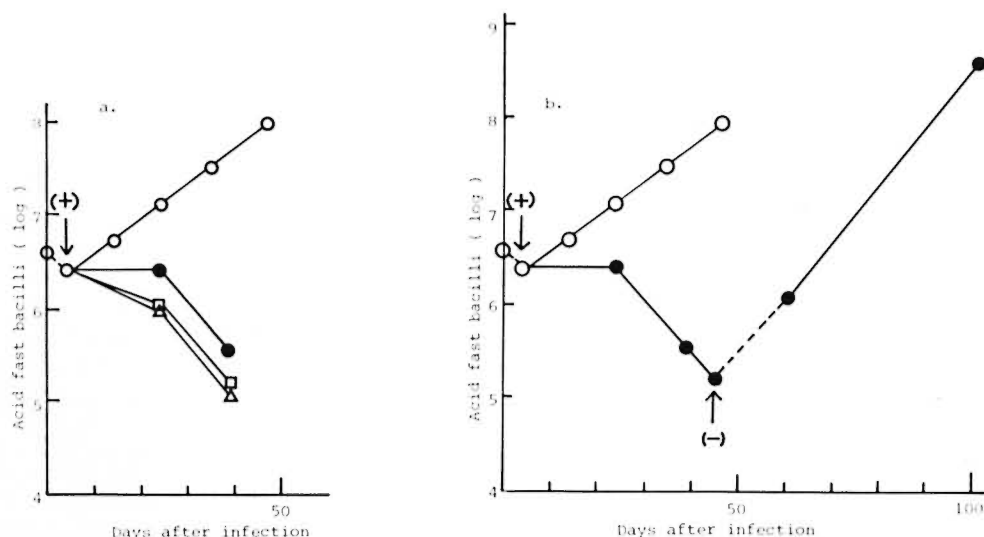 a.
8
7
6
5
4
(+)
50
Acid fast bacilli ( log )
Days after infection
b.
9
8
7
6
5
4
(+)
(−)
50
100
Acid fast bacilli ( log )
Days after infection